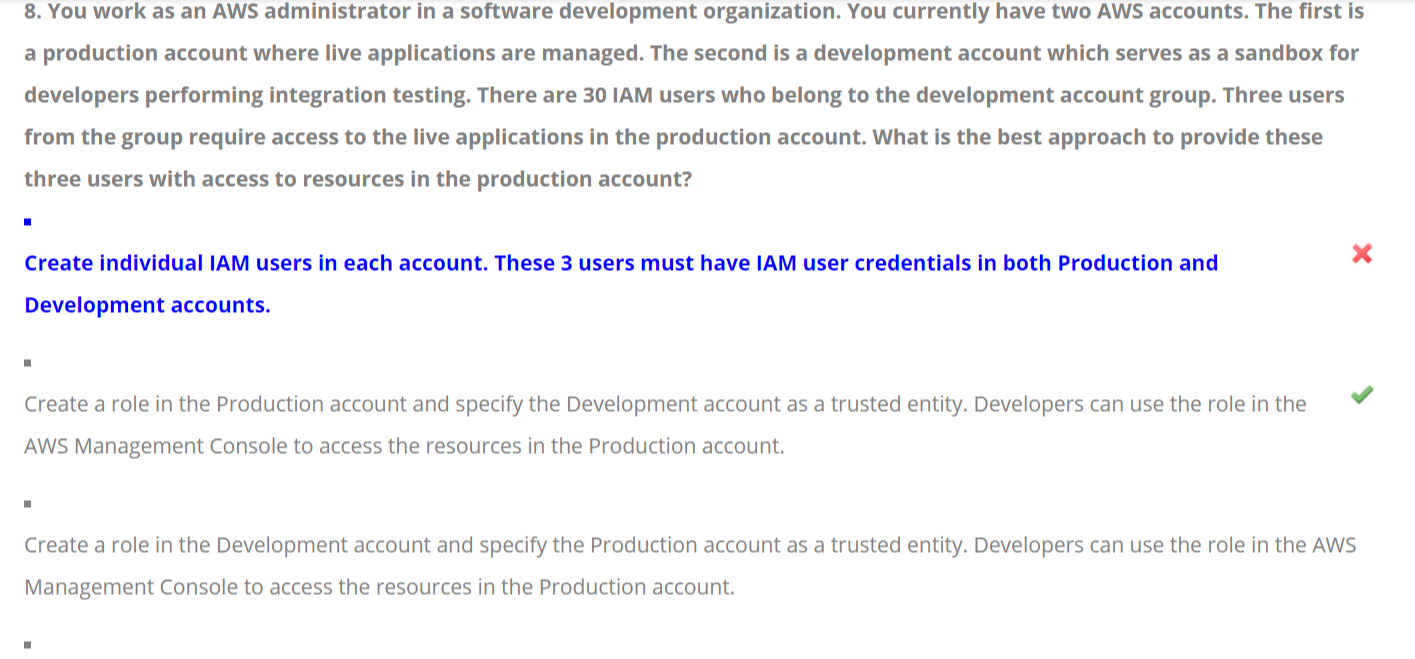 8. You work as an AWS administrator in a software development organization. You currently have two AWS accounts. The first is
a production account where live applications are managed. The second is a development account which serves as a sandbox for
developers performing integration testing. There are 30 IAM users who belong to the development account group. Three users
from the group require access to the live applications in the production account. What is the best approach to provide these
three users with access to resources in the production account?
Create individual IAM users in each account. These 3 users must have IAM user credentials in both Production and
Development accounts.
Create a role in the Production account and specify the Development account as a trusted entity. Developers can use the role in the
AWS Management Console to access the resources in the Production account.
Create a role in the Development account and specify the Production account as a trusted entity. Developers can use the role in the AWS
Management Console to access the resources in the Production account.